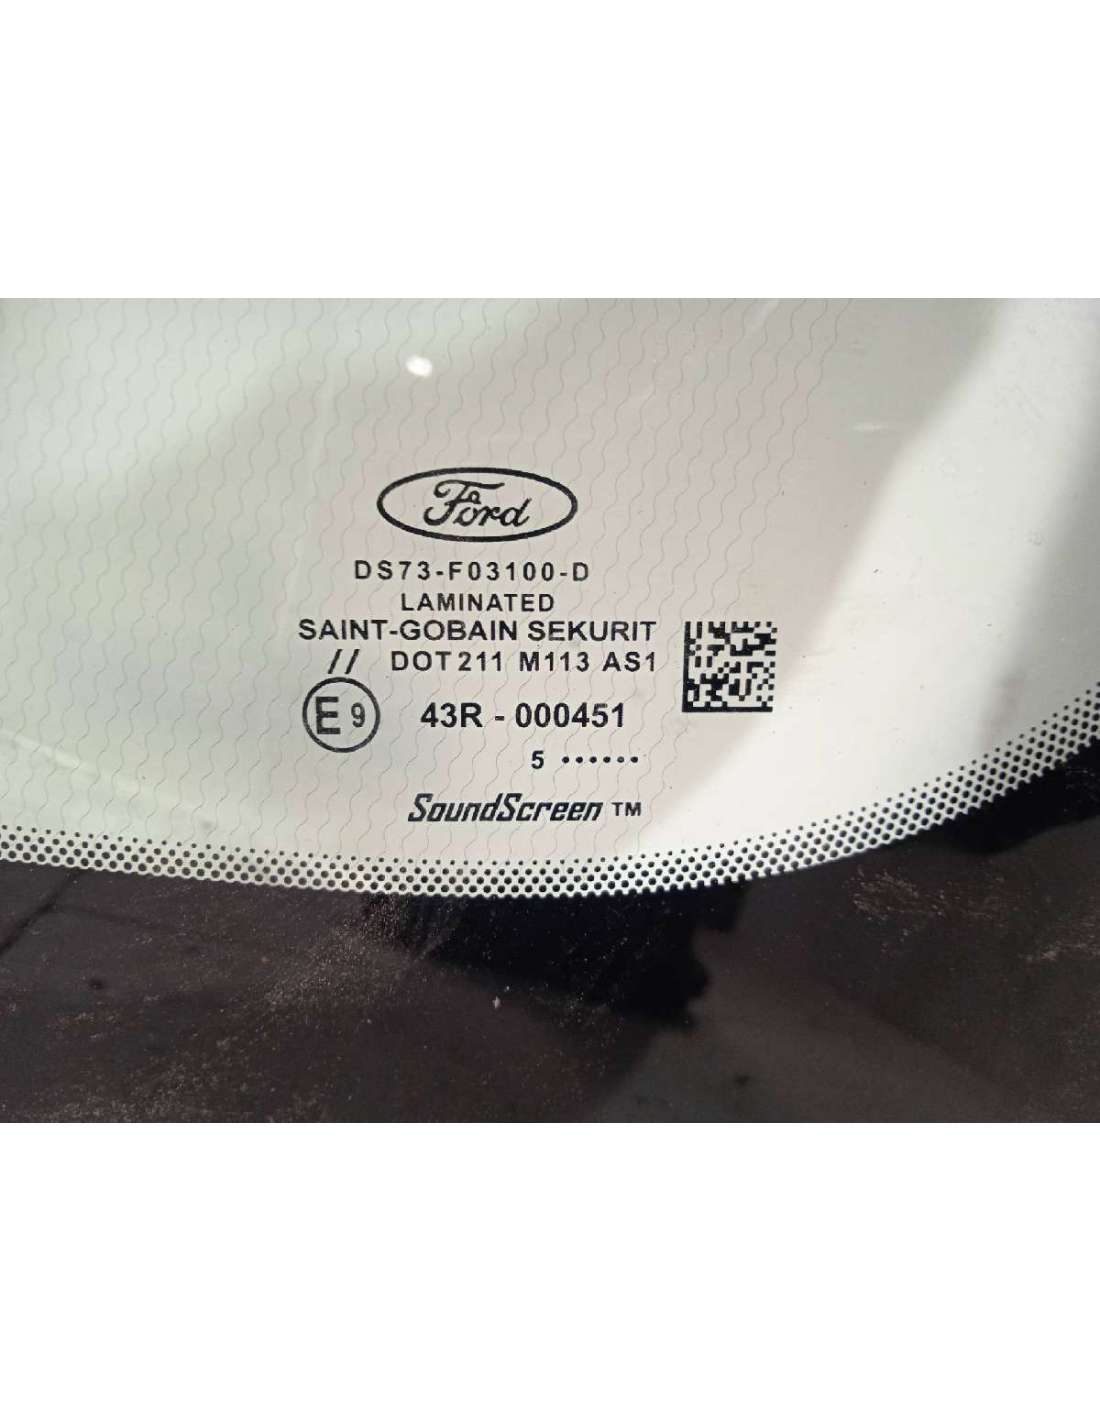 Ford
DS73-F03100-D
LAMINATED
SAINT-GOBAIN SEKURIT
// DOT 211 M113 AS1
E9 43R - 000451
5 ······
SoundScreen ™